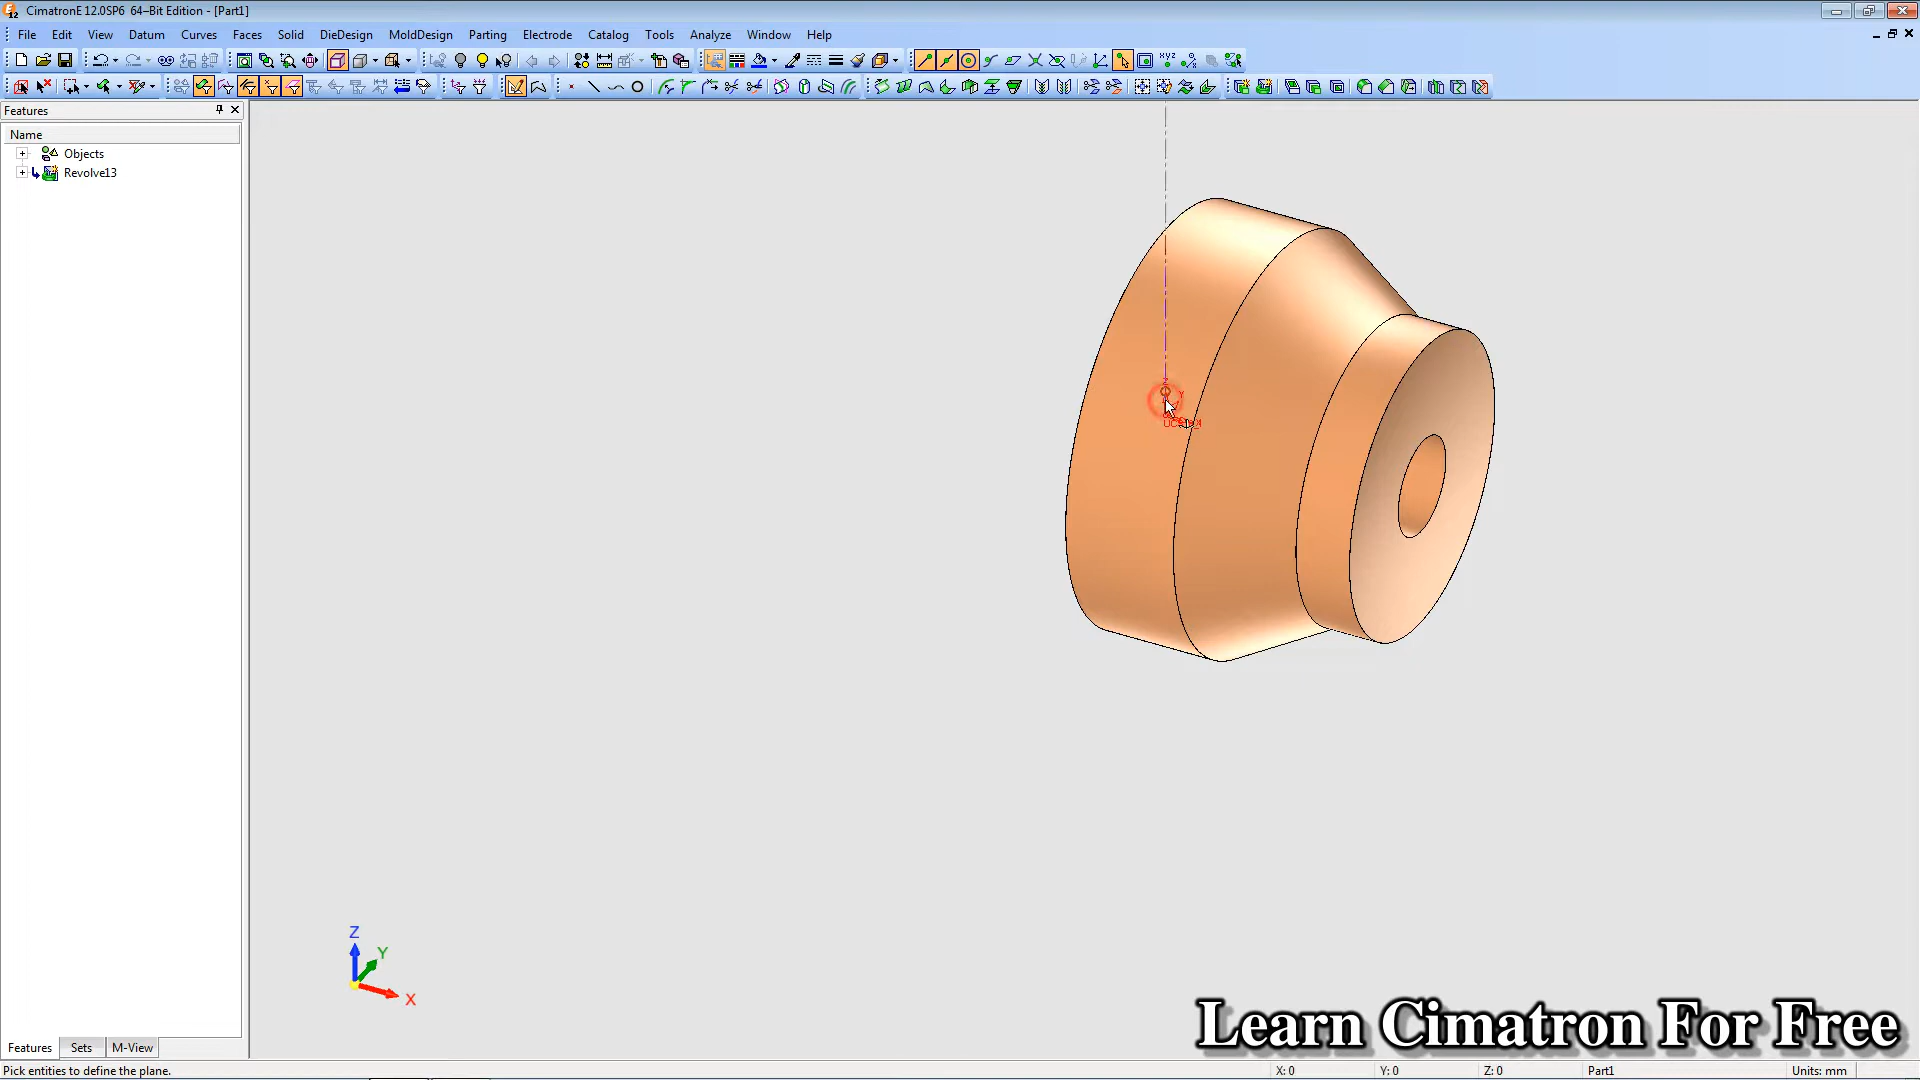 CimatronE 12.0SP6 64–Bit Edition - [Part1]
File Edit View Datum Curves Faces Solid DieDesign MoldDesign Parting Electrode Catalog Tools Analyze Window Help
Features
Name
Objects
Revolve13
Z
Y
Z
Y
X
Learn Cimatron For Free
Features Sets M-View
Pick entities to define the plane. X: 0 Y: 0 Z: 0 Part1 Units: mm